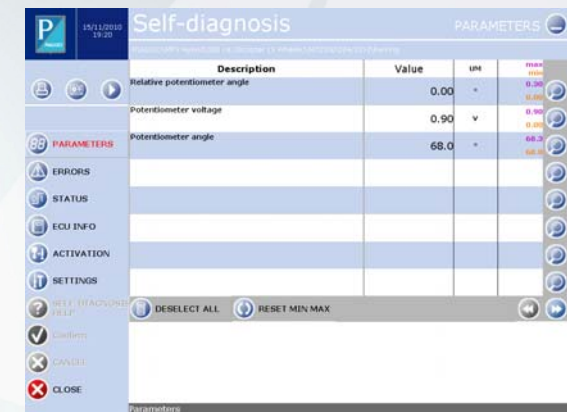 P
PIAGGIO
15/11/2010
19:20
Self-diagnosis
PARAMETERS
Description Value UM max
min
Relative potentiometer angle 0.00 ° 0.30
0.00
Potentiometer voltage 0.90 V 0.90
0.00
Potentiometer angle 68.0 ° 68.3
68.0
PARAMETERS
ERRORS
STATUS
ECU INFO
ACTIVATION
SETTINGS
SELF-DIAGNOSIS
HELP
Confirm
CANCEL
CLOSE
DESELECT ALL RESET MIN MAX
Parameters